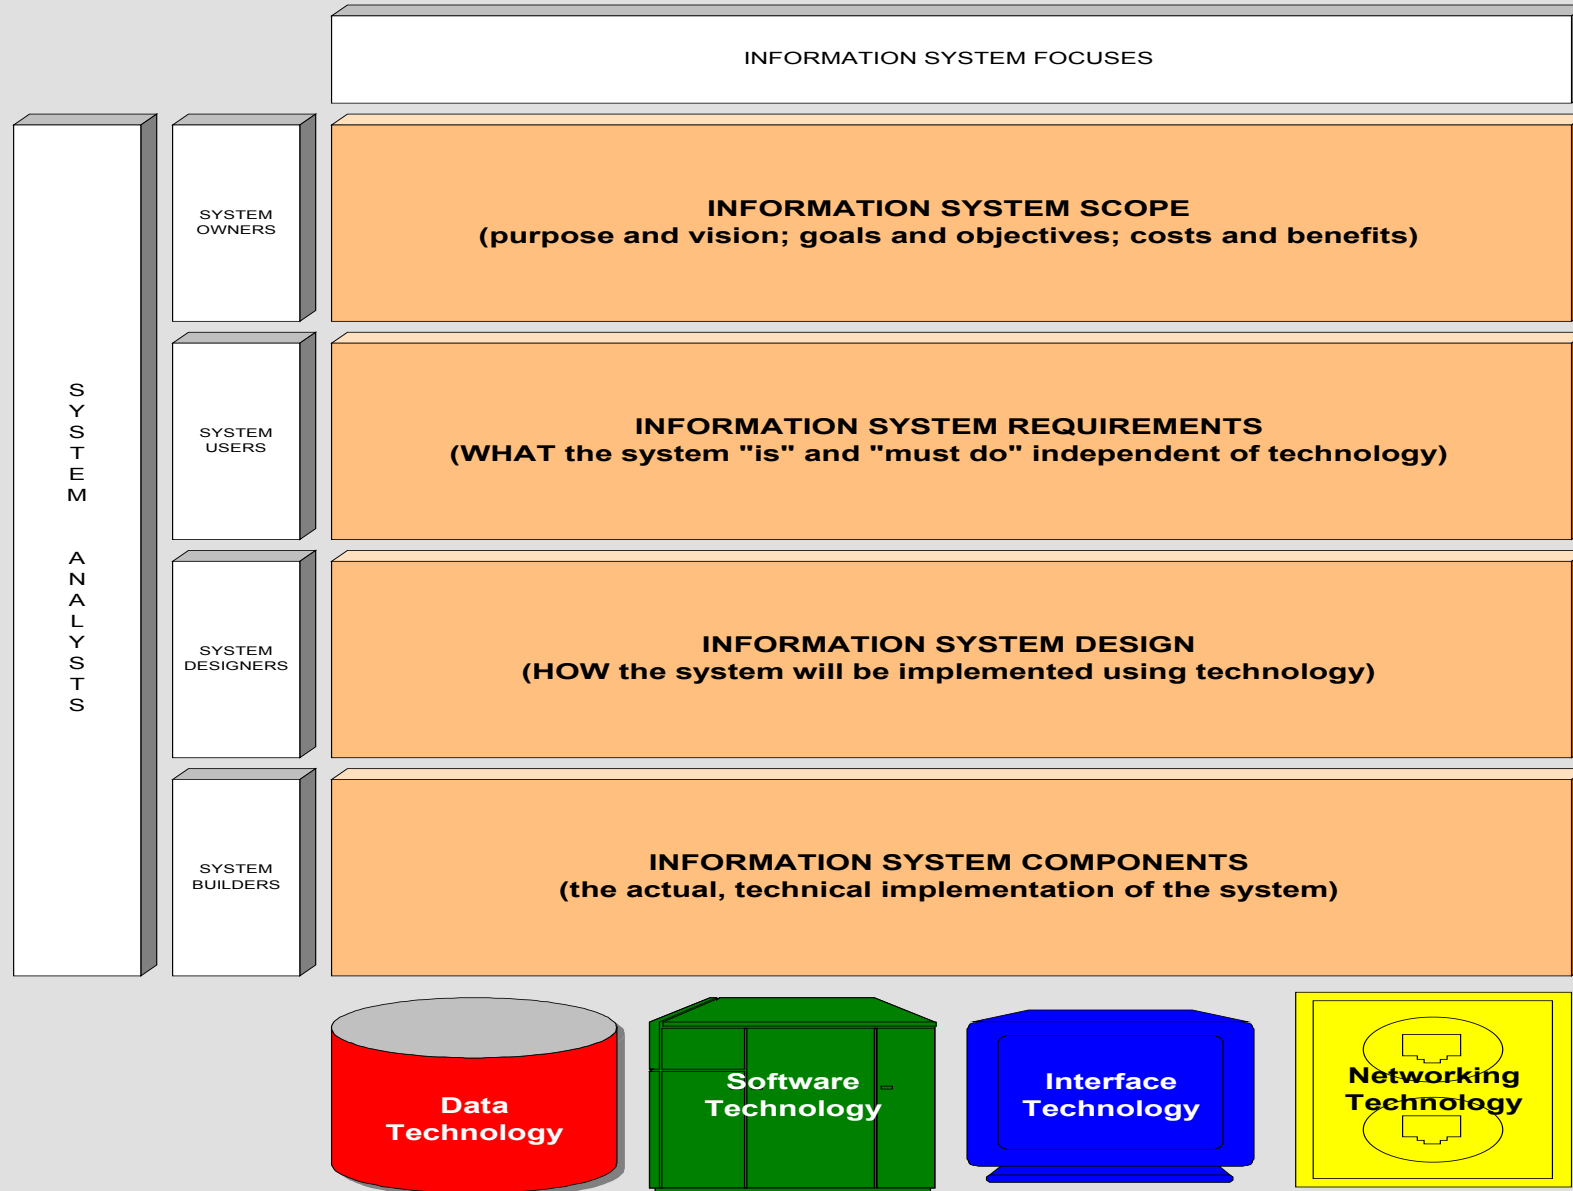 INFORMATION SYSTEM FOCUSES
S
Y
S
T
E
M
A
N
A
L
Y
S
T
S
SYSTEM
OWNERS
INFORMATION SYSTEM SCOPE
(purpose and vision; goals and objectives; costs and benefits)
SYSTEM
USERS
INFORMATION SYSTEM REQUIREMENTS
(WHAT the system "is" and "must do" independent of technology)
SYSTEM
DESIGNERS
INFORMATION SYSTEM DESIGN
(HOW the system will be implemented using technology)
SYSTEM
BUILDERS
INFORMATION SYSTEM COMPONENTS
(the actual, technical implementation of the system)
Data
Technology
Software
Technology
Interface
Technology
Networking
Technology